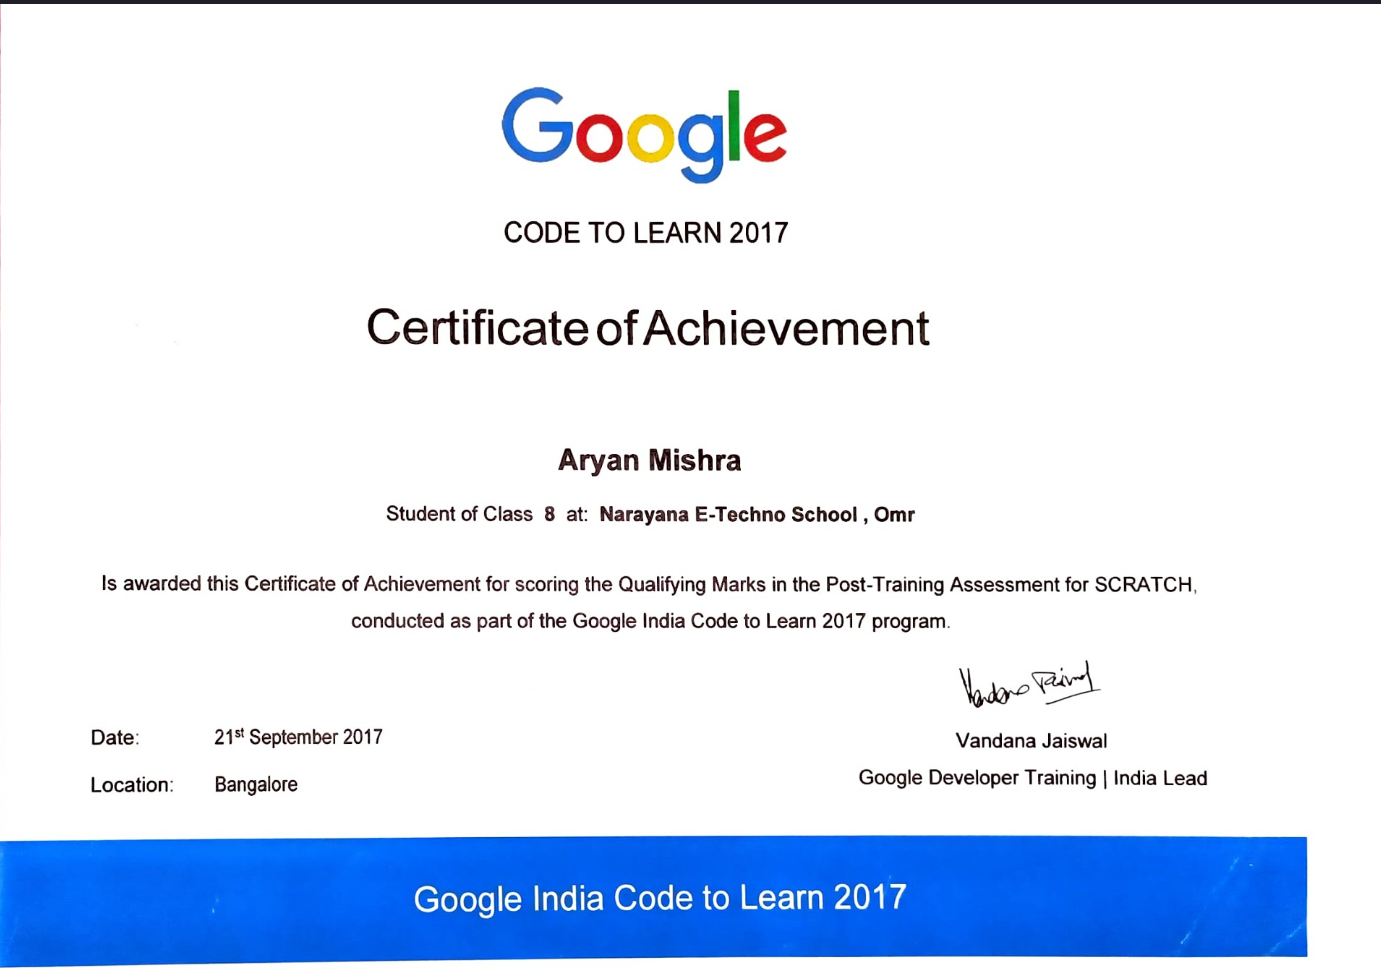 Google
CODE TO LEARN 2017
Certificate of Achievement
Aryan Mishra
Student of Class 8 at: Narayana E-Techno School , Omr
Is awarded this Certificate of Achievement for scoring the Qualifying Marks in the Post-Training Assessment for SCRATCH,
conducted as part of the Google India Code to Learn 2017 program.
Vandana Jaiswal
Date: 21st September 2017
Vandana Jaiswal
Location: Bangalore
Google Developer Training | India Lead
Google India Code to Learn 2017